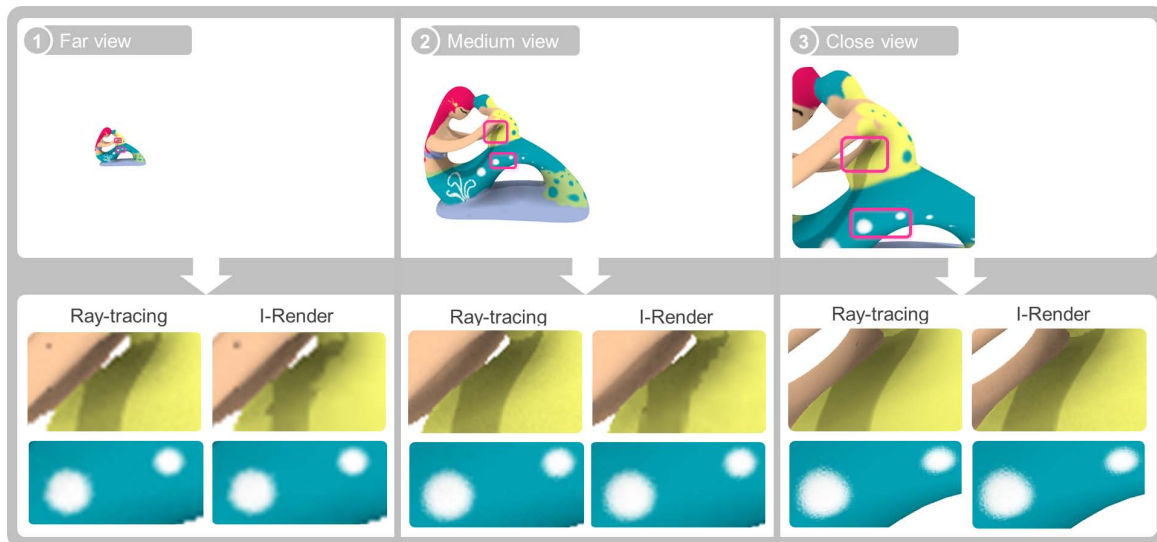 1 Far view
2 Medium view
3 Close view
Ray-tracing I-Render
Ray-tracing I-Render
Ray-tracing I-Render